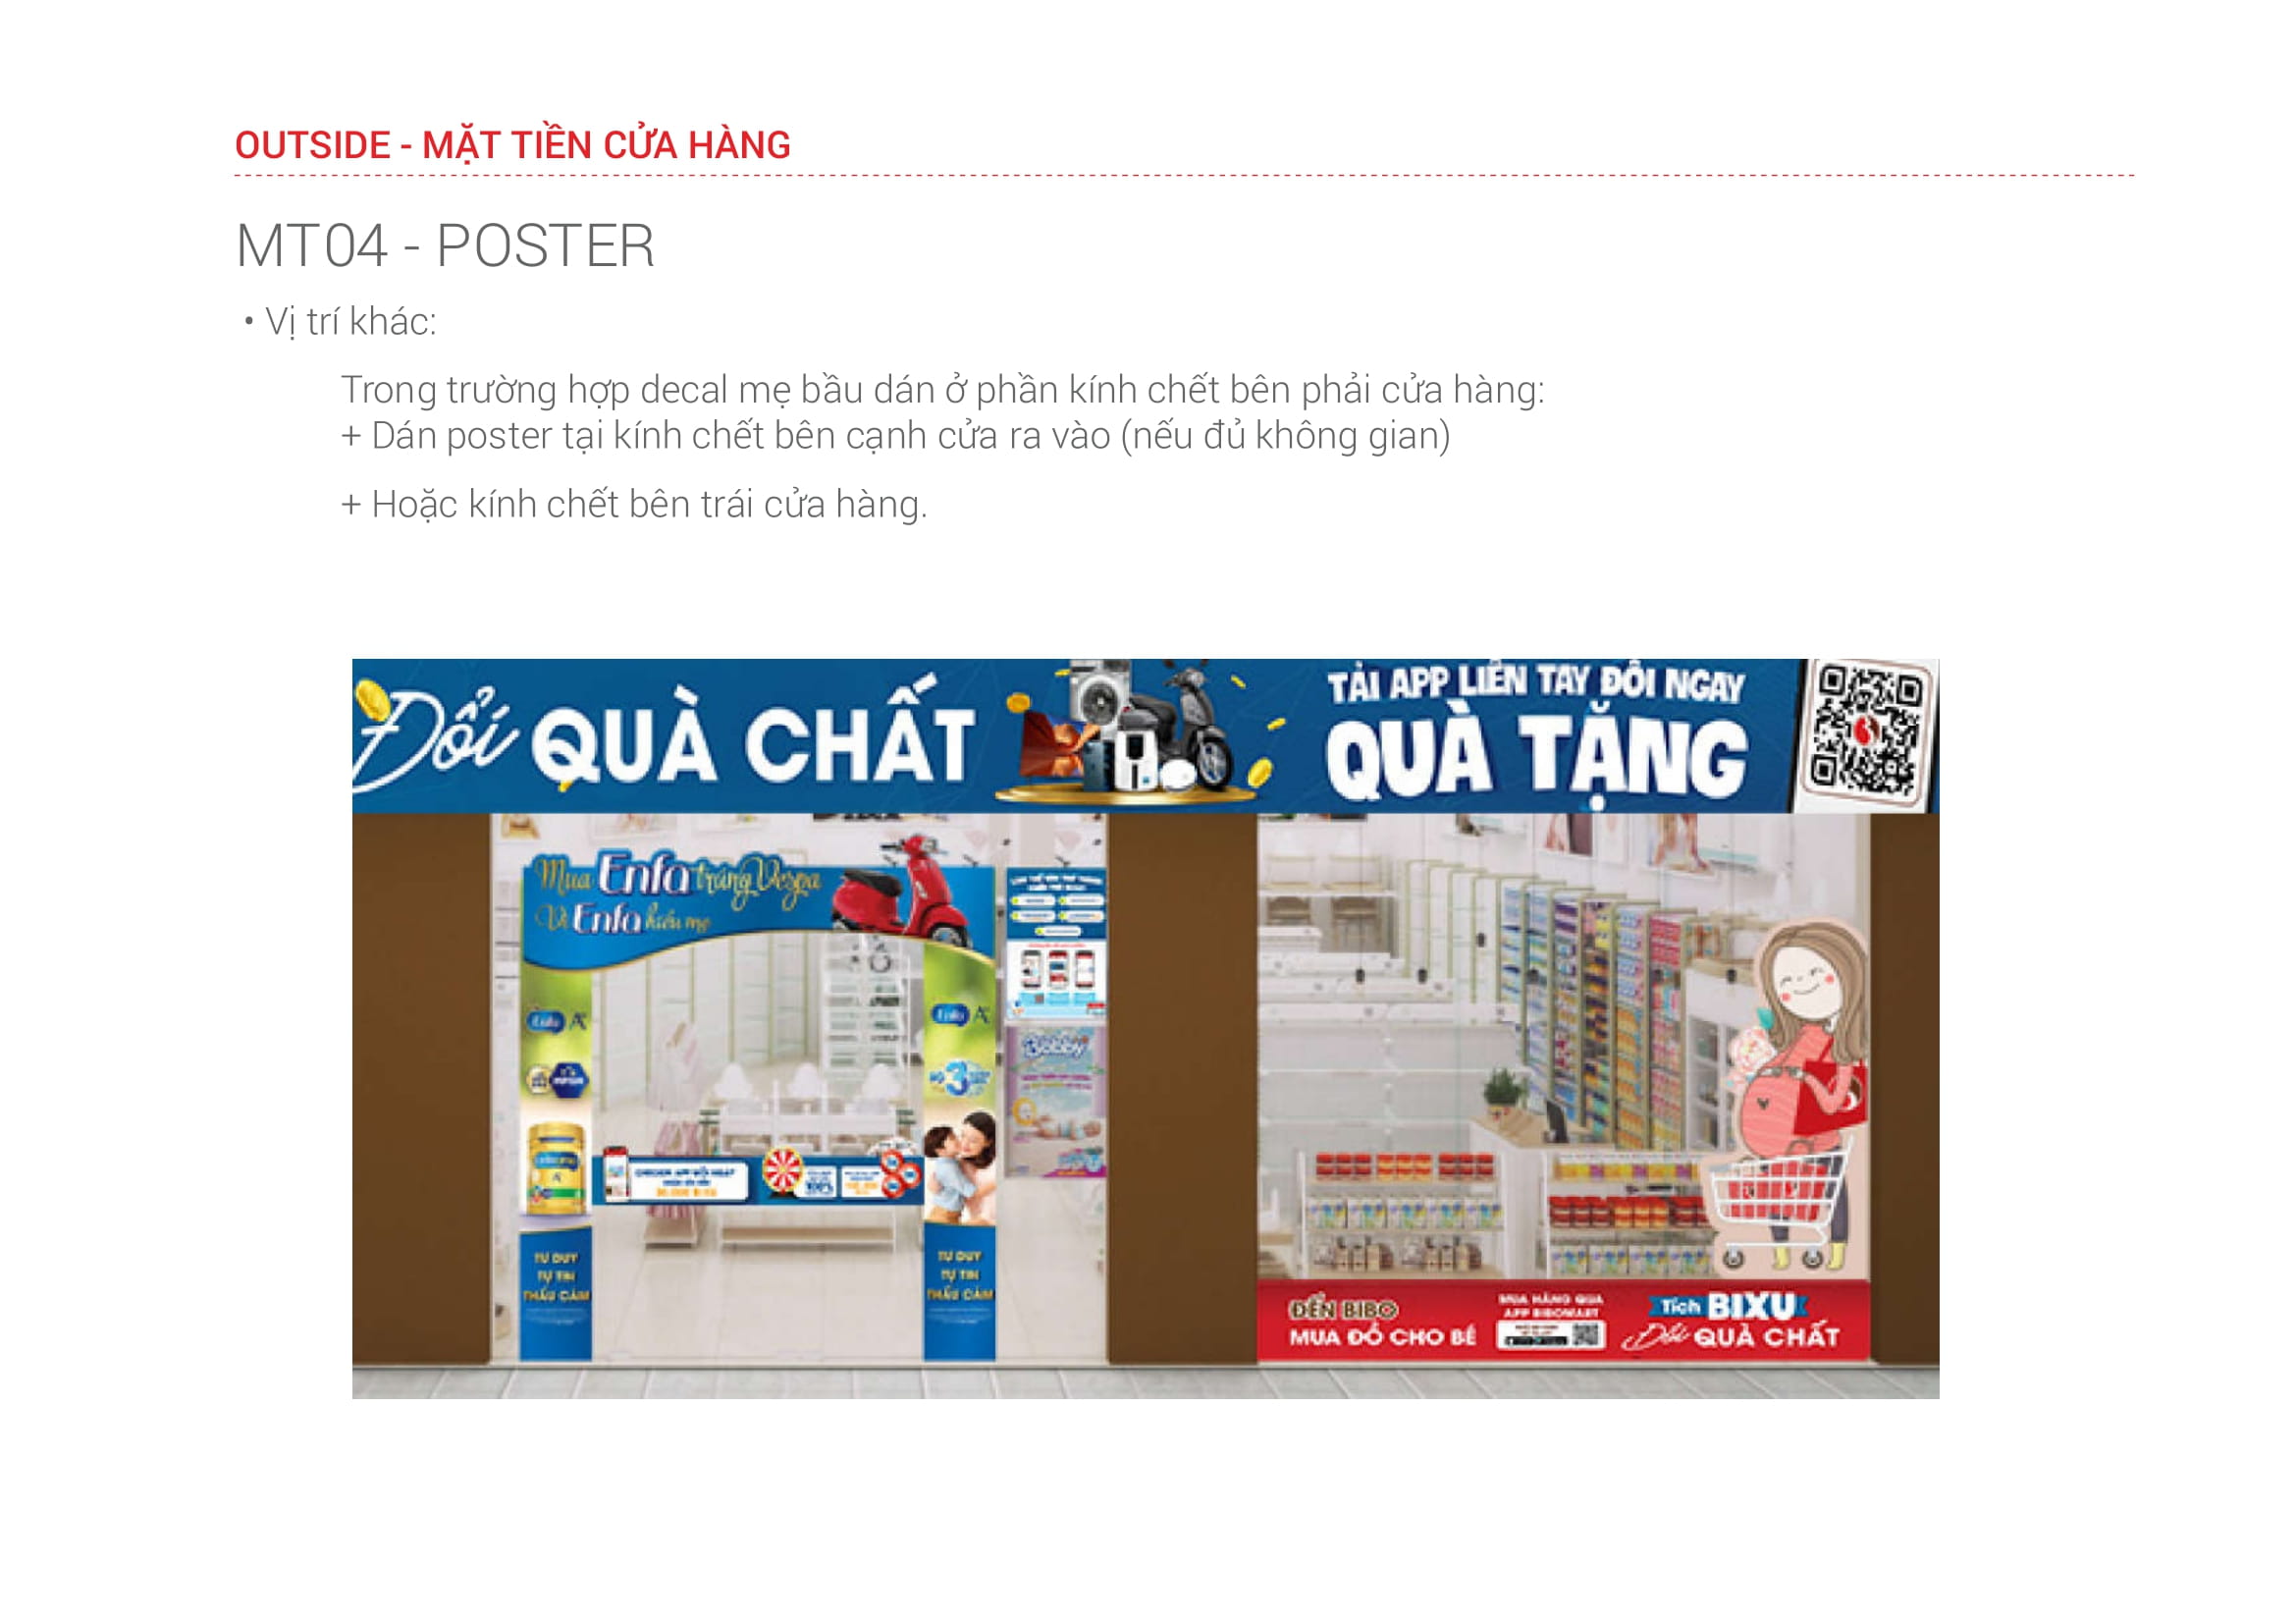 OUTSIDE - MẶT TIỀN CỬA HÀNG
MT04 - POSTER
• Vị trí khác:
Trong trường hợp decal mẹ bầu dán ở phần kính chết bên phải cửa hàng:
+ Dán poster tại kính chết bên cạnh cửa ra vào (nếu đủ không gian)
+ Hoặc kính chết bên trái cửa hàng.
Đổi QUÀ CHẤT
TẢI APP LIỀN TAY ĐỔI NGAY
QUÀ TẶNG
Mua Enfa trúng Vespa
Vì Enfa hiểu mẹ
Enfa A+
Enfa A+
Bobby
100%
TƯ DUY
TỰ TIN
THẤU CẢM
TƯ DUY
TỰ TIN
THẤU CẢM
ĐẾN BIBO
MUA ĐỒ CHO BÉ
MUA HÀNG QUA
APP BIBOMART
Tích BIXU
Đổi QUÀ CHẤT